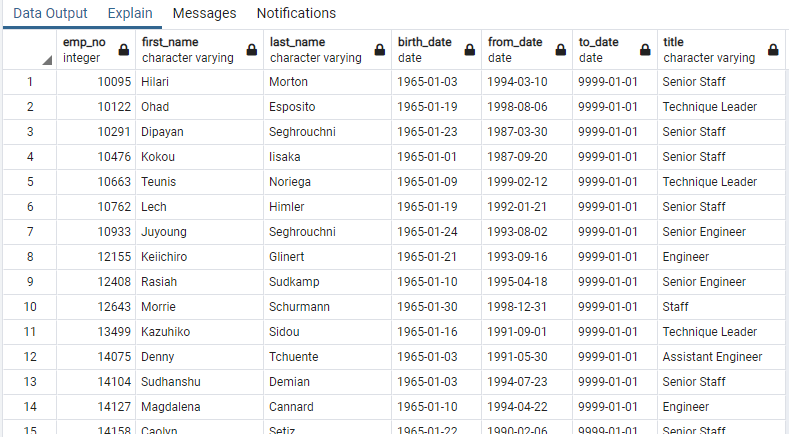 Data Output Explain Messages Notifications
emp_no first_name last_name birth_date from_date to_date title
integer character varying character varying date date date character varying
1 10095 Hilari Morton 1965-01-03 1994-03-10 9999-01-01 Senior Staff
2 10122 Ohad Esposito 1965-01-19 1998-08-06 9999-01-01 Technique Leader
3 10291 Dipayan Seghrouchni 1965-01-23 1987-03-30 9999-01-01 Senior Staff
4 10476 Kokou Iisaka 1965-01-01 1987-09-20 9999-01-01 Senior Staff
5 10663 Teunis Noriega 1965-01-09 1999-02-12 9999-01-01 Technique Leader
6 10762 Lech Himler 1965-01-19 1992-01-21 9999-01-01 Senior Staff
7 10933 Juyoung Seghrouchni 1965-01-24 1993-08-02 9999-01-01 Senior Engineer
8 12155 Keiichiro Glinert 1965-01-21 1993-09-16 9999-01-01 Engineer
9 12408 Rasiah Sudkamp 1965-01-10 1995-04-18 9999-01-01 Senior Engineer
10 12643 Morrie Schurmann 1965-01-30 1998-12-31 9999-01-01 Staff
11 13499 Kazuhiko Sidou 1965-01-16 1991-09-01 9999-01-01 Technique Leader
12 14075 Denny Tchuente 1965-01-03 1991-05-30 9999-01-01 Assistant Engineer
13 14104 Sudhanshu Demian 1965-01-03 1994-07-23 9999-01-01 Senior Staff
14 14127 Magdalena Cannard 1965-01-10 1994-04-22 9999-01-01 Engineer
15 14158 Caolyn Setiz 1965-01-22 1990-02-06 9999-01-01 Senior Staff